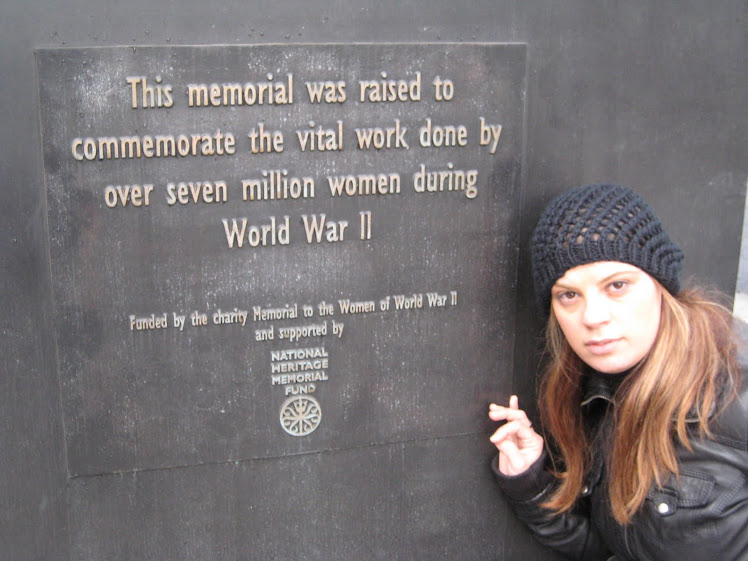 This memorial was raised to
commemorate the vital work done by
over seven million women during
World War II
Funded by the charity Memorial to the Women of World War II
and supported by
NATIONAL
HERITAGE
MEMORIAL
FUND